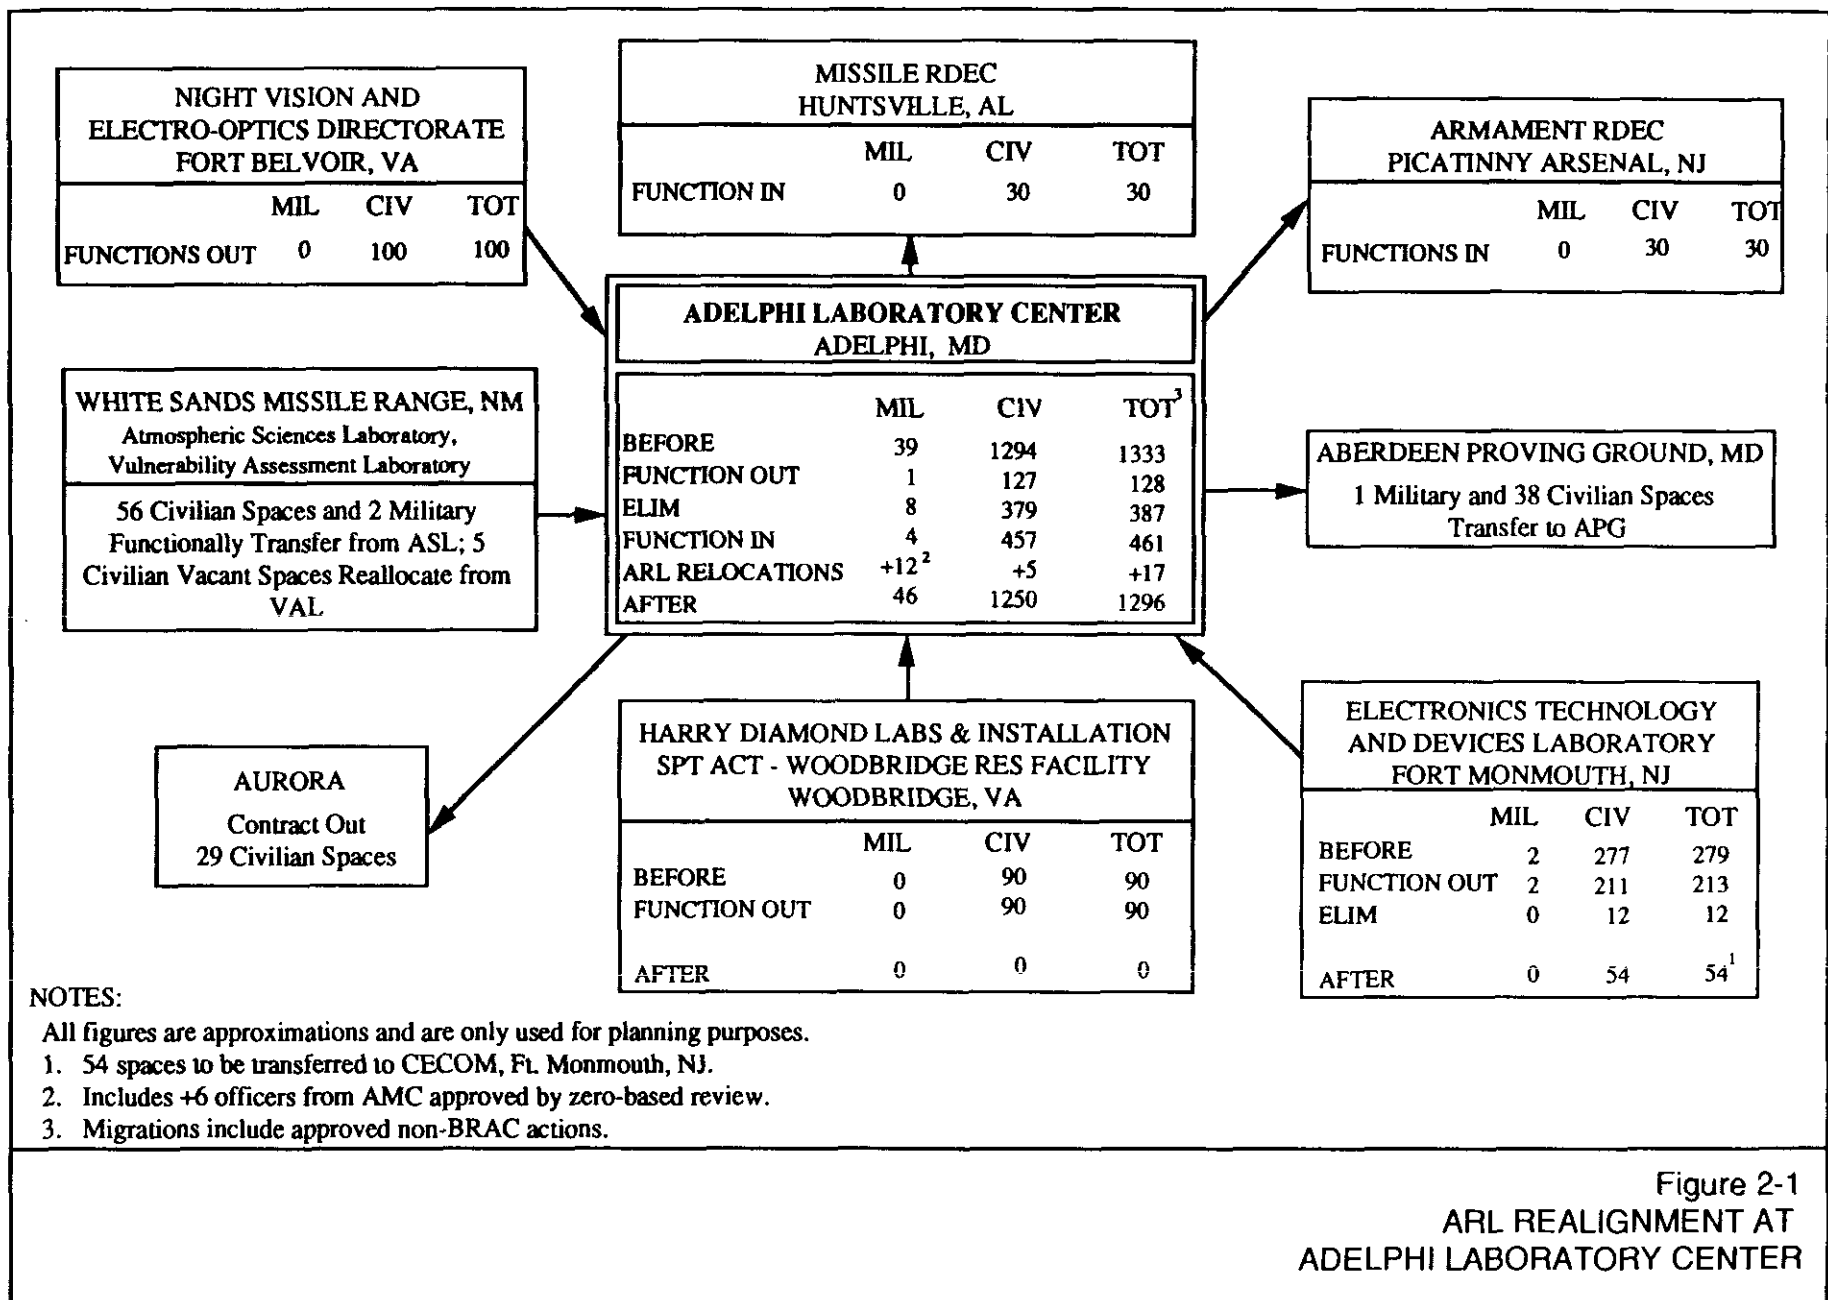 NIGHT VISION AND
ELECTRO-OPTICS DIRECTORATE
FORT BELVOIR, VA
MIL CIV TOT
FUNCTIONS OUT 0 100 100
MISSILE RDEC
HUNTSVILLE, AL
MIL CIV TOT
FUNCTION IN 0 30 30
ARMAMENT RDEC
PICATINNY ARSENAL, NJ
MIL CIV TOT
FUNCTIONS IN 0 30 30
ADELPHI LABORATORY CENTER
ADELPHI, MD
MIL CIV TOT3
BEFORE 39 1294 1333
FUNCTION OUT 1 127 128
ELIM 8 379 387
FUNCTION IN 4 457 461
ARL RELOCATIONS +12 2 +5 +17
AFTER 46 1250 1296
WHITE SANDS MISSILE RANGE, NM
Atmospheric Sciences Laboratory,
Vulnerability Assessment Laboratory
56 Civilian Spaces and 2 Military
Functionally Transfer from ASL; 5
Civilian Vacant Spaces Reallocate from
VAL
ABERDEEN PROVING GROUND, MD
1 Military and 38 Civilian Spaces
Transfer to APG
AURORA
Contract Out
29 Civilian Spaces
HARRY DIAMOND LABS & INSTALLATION
SPT ACT - WOODBRIDGE RES FACILITY
WOODBRIDGE, VA
MIL CIV TOT
BEFORE 0 90 90
FUNCTION OUT 0 90 90
AFTER 0 0 0
ELECTRONICS TECHNOLOGY
AND DEVICES LABORATORY
FORT MONMOUTH, NJ
MIL CIV TOT
BEFORE 2 277 279
FUNCTION OUT 2 211 213
ELIM 0 12 12
AFTER 0 54 54 1
NOTES:
All figures are approximations and are only used for planning purposes.
1. 54 spaces to be transferred to CECOM, Ft. Monmouth, NJ.
2. Includes +6 officers from AMC approved by zero-based review.
3. Migrations include approved non-BRAC actions.
Figure 2-1
ARL REALIGNMENT AT
ADELPHI LABORATORY CENTER